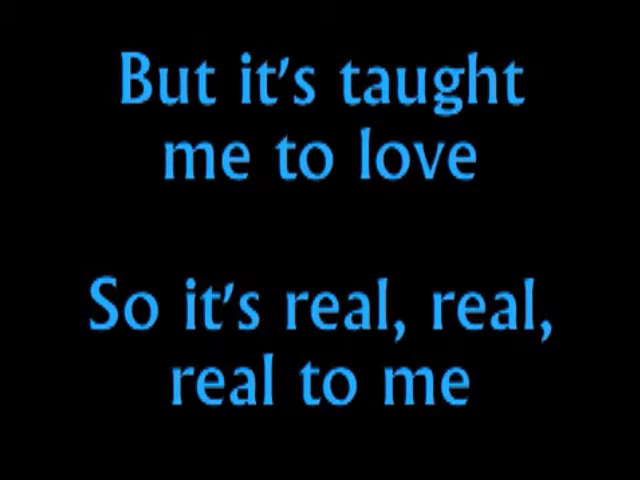 But it's taught
me to love
So it's real, real,
real to me